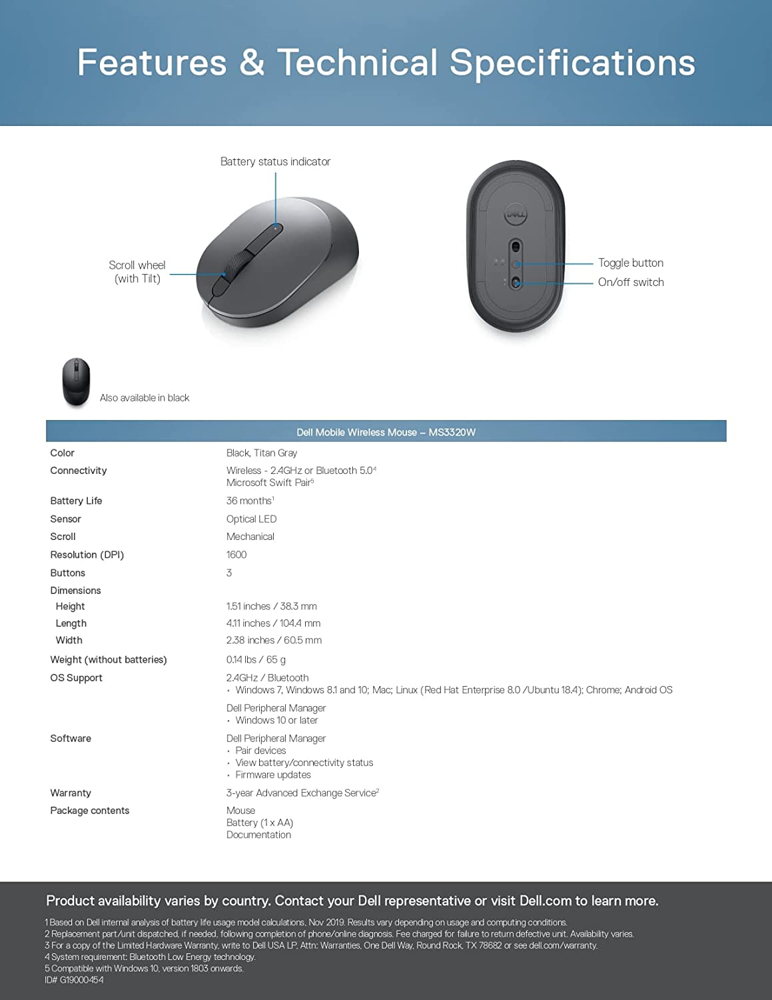 Features & Technical Specifications
Battery status indicator
Scroll wheel
(with Tilt)
DELL
Toggle button
On/off switch
Also available in black
Dell Mobile Wireless Mouse – MS3320W
Color Black, Titan Gray
Connectivity Wireless - 2.4GHz or Bluetooth 5.0⁴
Microsoft Swift Pair⁵
Battery Life 36 months¹
Sensor Optical LED
Scroll Mechanical
Resolution (DPI) 1600
Buttons 3
Dimensions
Height 1.51 inches / 38.3 mm
Length 4.11 inches / 104.4 mm
Width 2.38 inches / 60.5 mm
Weight (without batteries) 0.14 lbs / 65 g
OS Support 2.4GHz / Bluetooth
• Windows 7, Windows 8.1 and 10; Mac; Linux (Red Hat Enterprise 8.0 /Ubuntu 18.4); Chrome; Android OS
Dell Peripheral Manager
• Windows 10 or later
Software Dell Peripheral Manager
• Pair devices
• View battery/connectivity status
• Firmware updates
Warranty 3-year Advanced Exchange Service²
Package contents Mouse
Battery (1 x AA)
Documentation
Product availability varies by country. Contact your Dell representative or visit Dell.com to learn more.
1 Based on Dell internal analysis of battery life usage model calculations, Nov 2019. Results vary depending on usage and computing conditions.
2 Replacement part/unit dispatched, if needed, following completion of phone/online diagnosis. Fee charged for failure to return defective unit. Availability varies.
3 For a copy of the Limited Hardware Warranty, write to Dell USA LP, Attn: Warranties, One Dell Way, Round Rock, TX 78682 or see dell.com/warranty.
4 System requirement: Bluetooth Low Energy technology.
5 Compatible with Windows 10, version 1803 onwards.
ID# G19000454